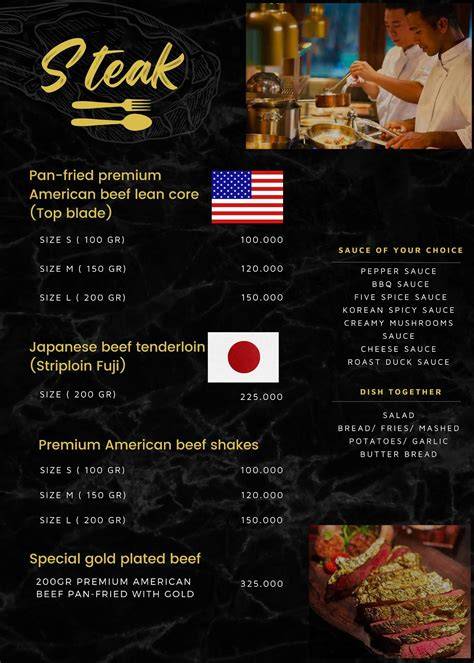 Steak
Pan-fried premium
American beef lean core
(Top blade)
SIZE S ( 100 GR) 100.000
SIZE M ( 150 GR) 120.000
SIZE L ( 200 GR) 150.000
Japanese beef tenderloin
(Striploin Fuji)
SIZE ( 200 GR) 225.000
Premium American beef shakes
SIZE S ( 100 GR) 100.000
SIZE M ( 150 GR) 120.000
SIZE L ( 200 GR) 150.000
Special gold plated beef
200GR PREMIUM AMERICAN
BEEF PAN-FRIED WITH GOLD
325.000
SAUCE OF YOUR CHOICE
PEPPER SAUCE
BBQ SAUCE
FIVE SPICE SAUCE
KOREAN SPICY SAUCE
CREAMY MUSHROOMS
SAUCE
CHEESE SAUCE
ROAST DUCK SAUCE
DISH TOGETHER
SALAD
BREAD/ FRIES/ MASHED
POTATOES/ GARLIC
BUTTER BREAD